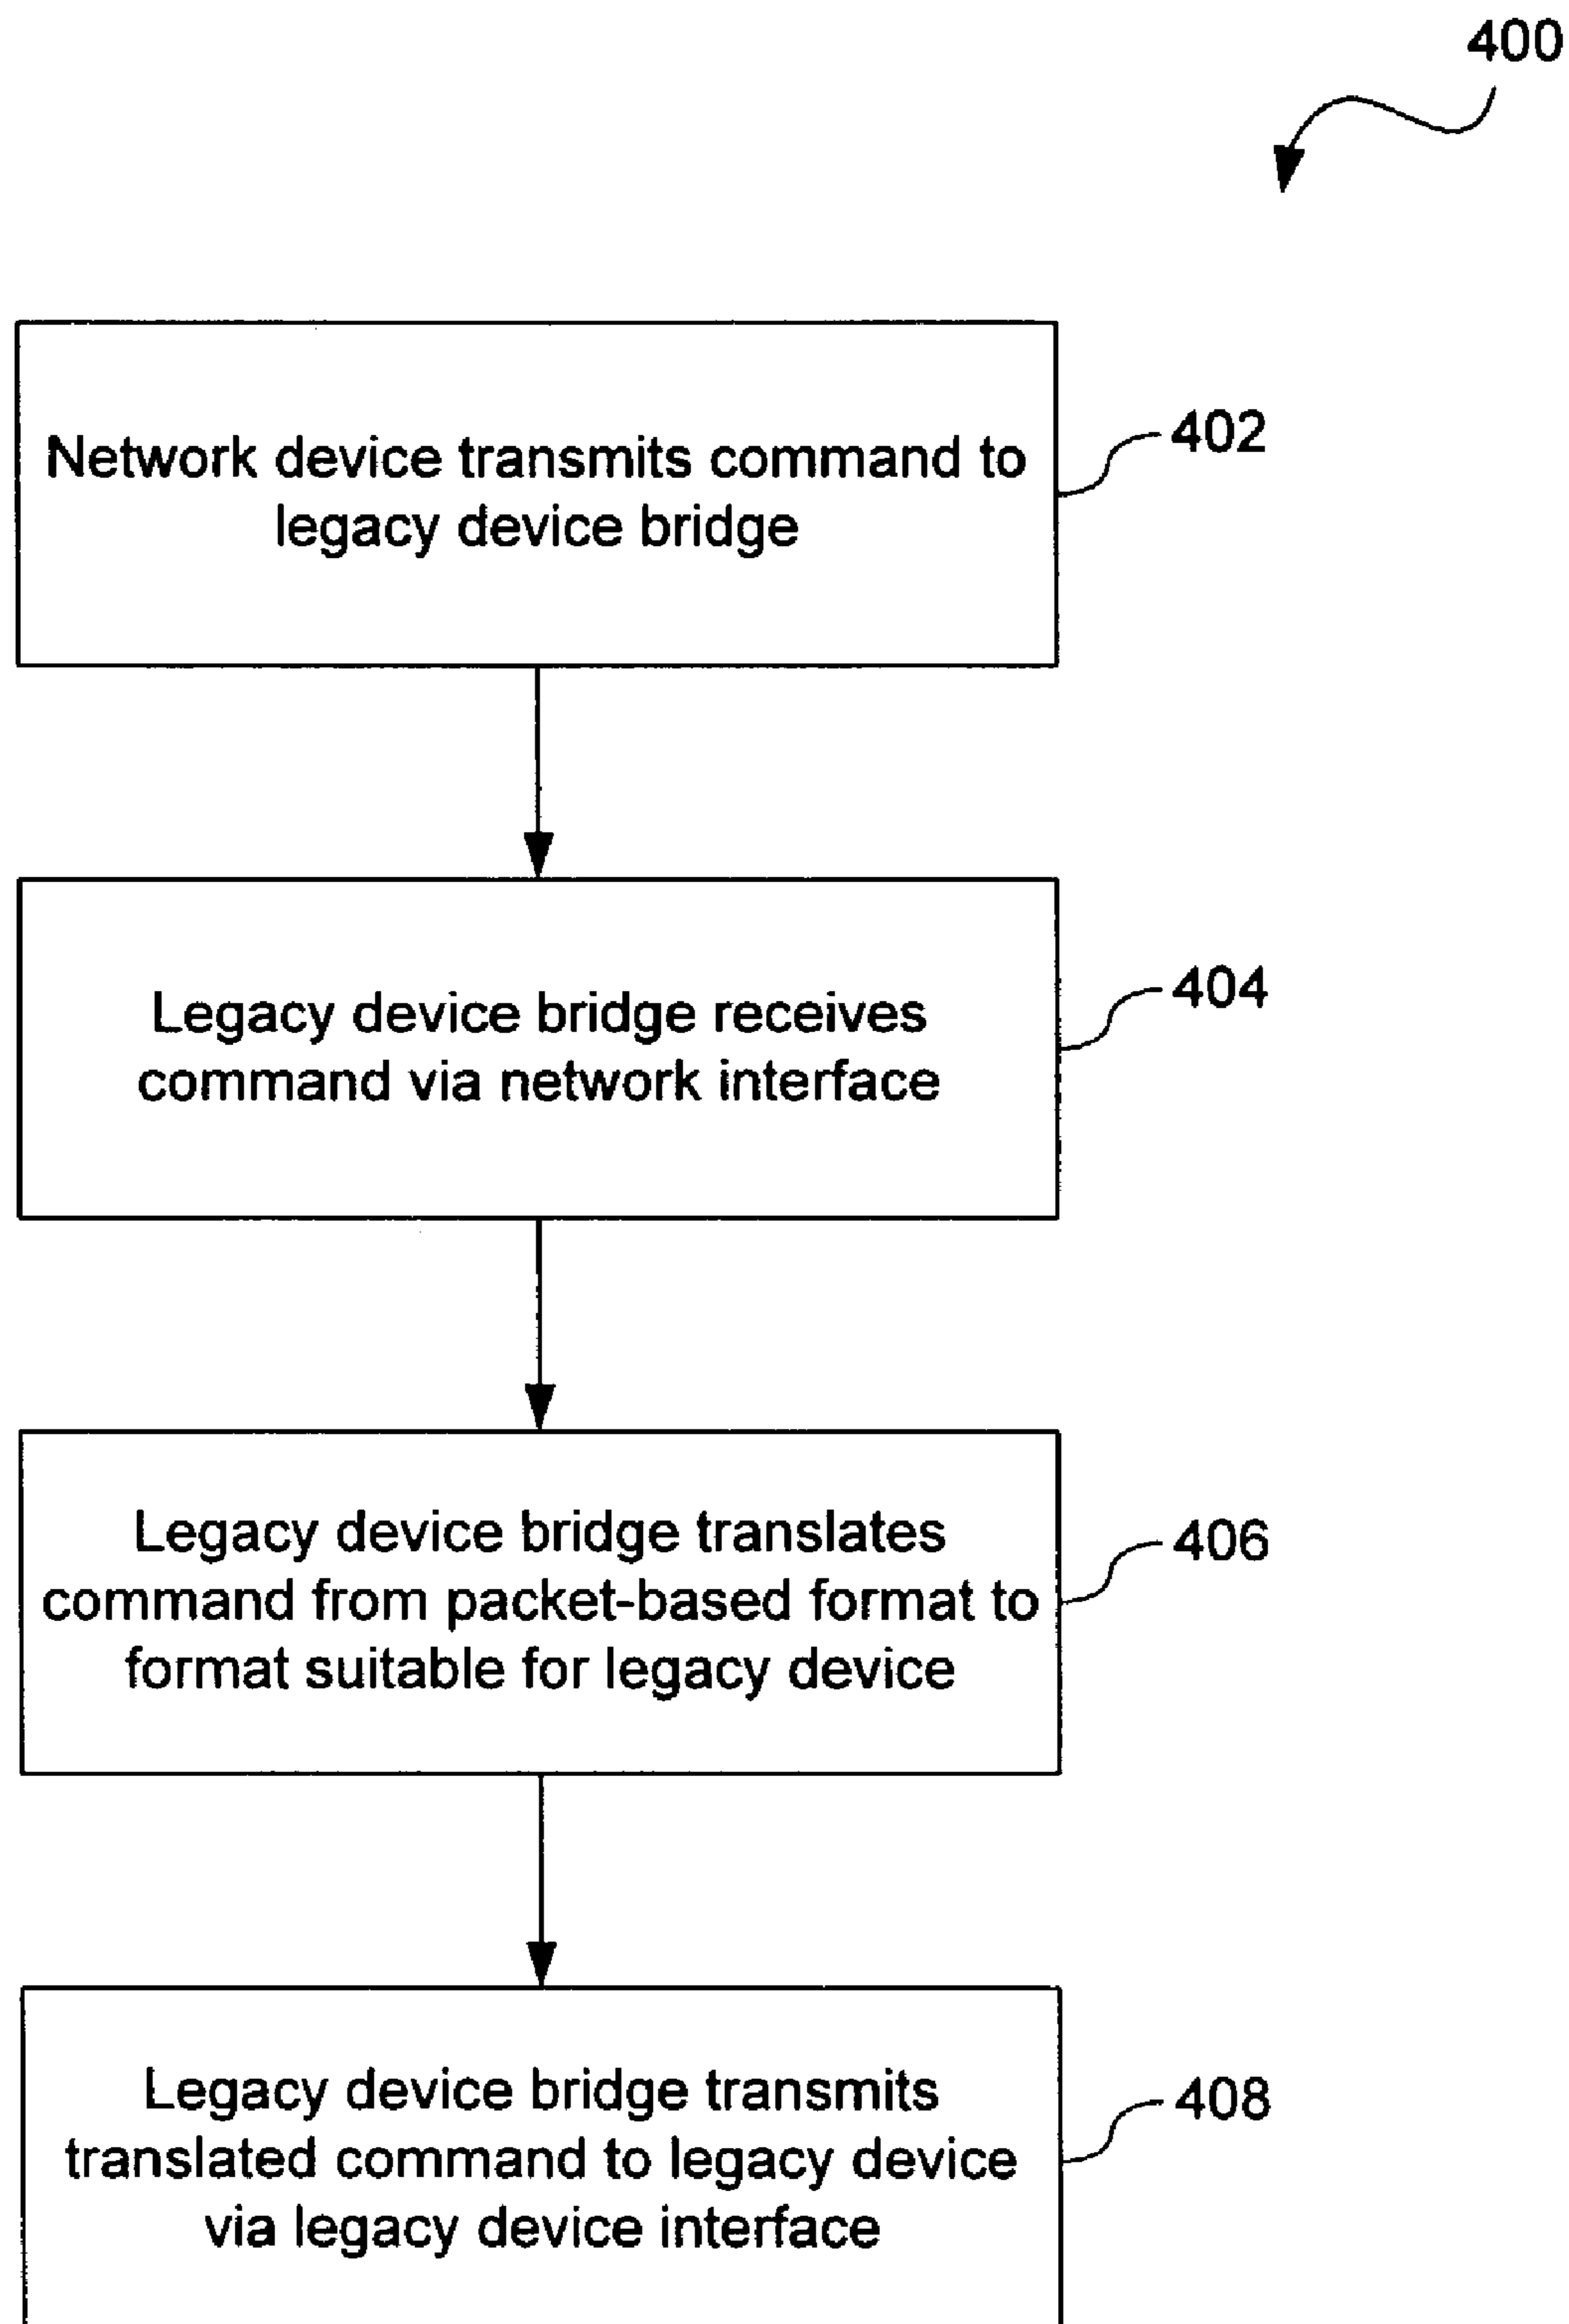 400
Network device transmits command to
legacy device bridge
402
Legacy device bridge receives
command via network interface
404
Legacy device bridge translates
command from packet-based format to
format suitable for legacy device
406
Legacy device bridge transmits
translated command to legacy device
via legacy device interface
408